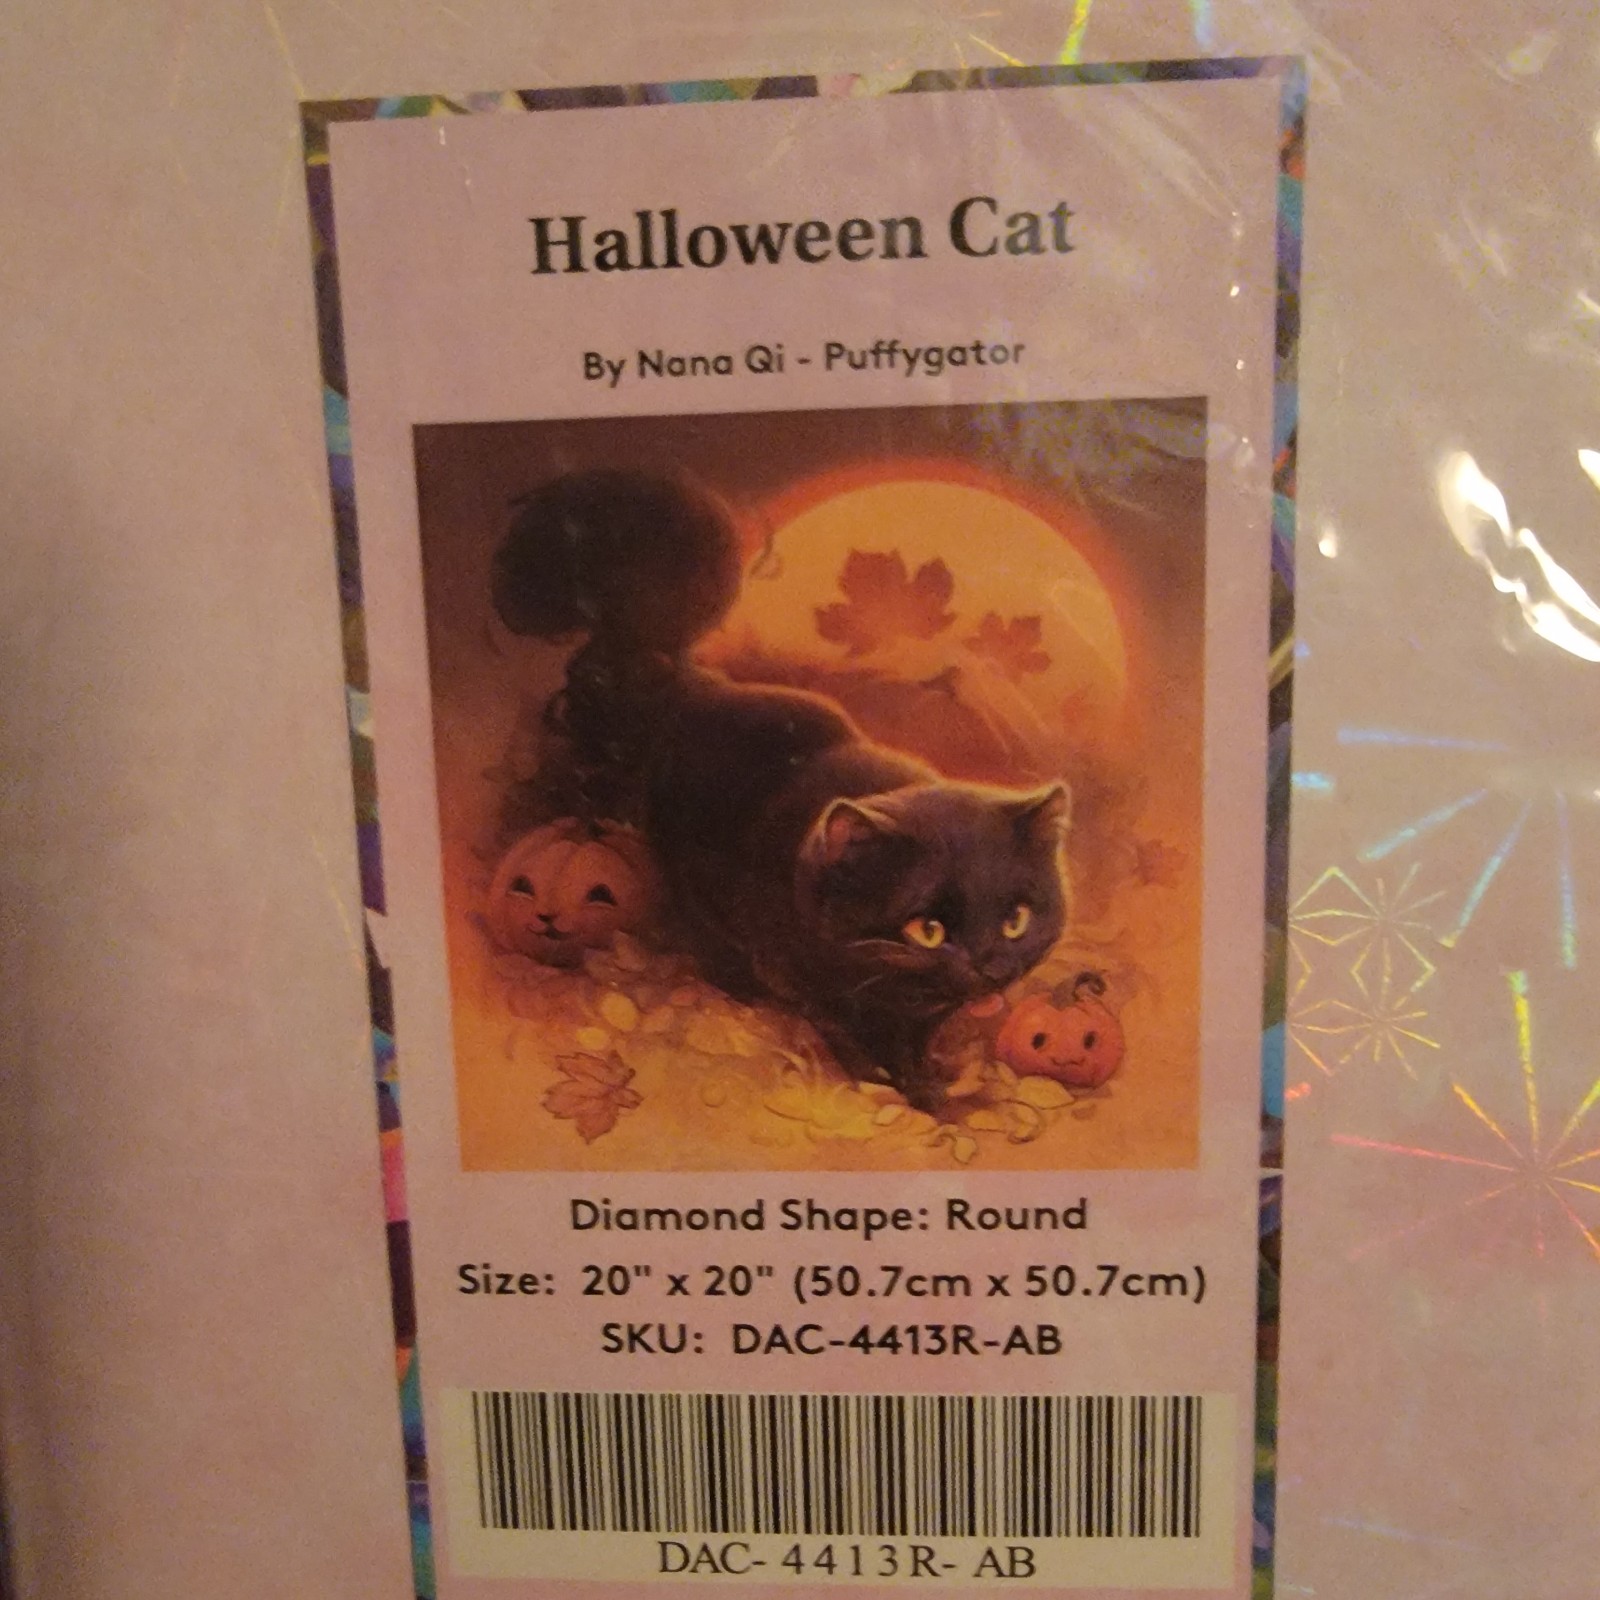 Halloween Cat
By Nana Qi - Puffygator
Diamond Shape: Round
Size: 20" x 20" (50.7cm x 50.7cm)
SKU: DAC-4413R-AB
DAC- 4413R- AB